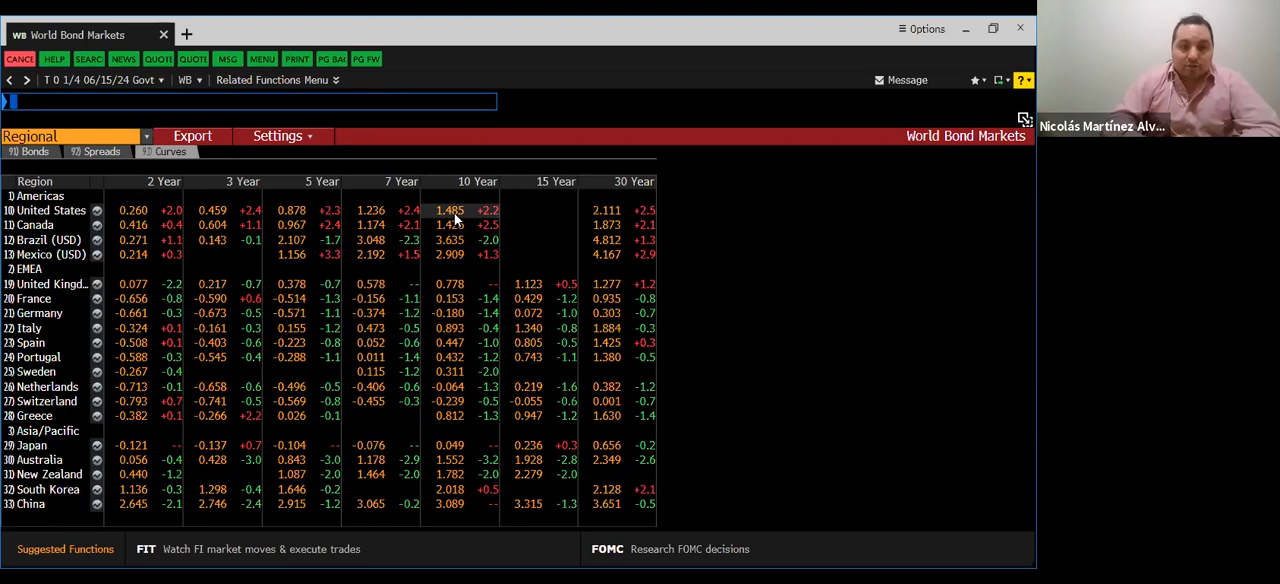 WB World Bond Markets
Options
CANCE HELP SEARC NEWS QUOTE QUOTE MSG MENU PRINT PG BAC PG FW
T 0 1/4 06/15/24 Govt WB Related Functions Menu Message
Regional Export Settings World Bond Markets
91) Bonds 92) Spreads 93) Curves
Region 2 Year 3 Year 5 Year 7 Year 10 Year 15 Year 30 Year
1) Americas
10) United States 0.260 +2.0 0.459 +2.4 0.878 +2.3 1.236 +2.4 1.485 +2.2 2.111 +2.5
11) Canada 0.416 +0.4 0.604 +1.1 0.967 +2.4 1.174 +2.1 +2.5 1.873 +2.1
12) Brazil (USD) 0.271 +1.1 0.143 -0.1 2.107 -1.7 3.048 -2.3 3.635 -2.0 4.812 +1.3
13) Mexico (USD) 0.214 +0.3 1.156 +3.3 2.192 +1.5 2.909 +1.3 4.167 +2.9
2) EMEA
19) United Kingd... 0.077 -2.2 0.217 -0.7 0.378 -0.7 0.578 -- 0.778 -- 1.123 +0.5 1.277 +1.2
20) France -0.656 -0.8 -0.590 +0.6 -0.514 -1.3 -0.156 -1.1 0.153 -1.4 0.429 -1.2 0.935 -0.8
21) Germany -0.661 -0.3 -0.673 -0.5 -0.571 -1.1 -0.374 -1.2 -0.180 -1.4 0.072 -1.0 0.303 -0.7
22) Italy -0.324 +0.1 -0.161 -0.3 0.155 -1.2 0.473 -0.5 0.893 -0.4 1.340 -0.8 1.884 -0.3
23) Spain -0.508 +0.1 -0.403 -0.6 -0.223 -0.8 0.052 -0.6 0.447 -1.0 0.805 -0.5 1.425 +0.3
24) Portugal -0.588 -0.3 -0.545 -0.4 -0.288 -1.1 0.011 -1.4 0.432 -1.2 0.743 -1.1 1.380 -0.5
25) Sweden -0.267 -0.4 0.115 -1.2 0.311 -2.0
26) Netherlands -0.713 -0.1 -0.658 -0.6 -0.496 -0.5 -0.406 -0.6 -0.064 -1.3 0.219 -1.6 0.382 -1.2
27) Switzerland -0.793 +0.7 -0.741 -0.5 -0.569 -0.8 -0.455 -0.3 -0.239 -0.5 -0.055 -0.6 0.001 -0.7
28) Greece -0.382 +0.1 -0.266 +2.2 0.026 -0.1 0.812 -1.3 0.947 -1.2 1.630 -1.4
3) Asia/Pacific
29) Japan -0.121 -- -0.137 +0.7 -0.104 -- -0.076 -- 0.049 -- 0.236 +0.3 0.656 -0.2
30) Australia 0.056 -0.4 0.428 -3.0 0.843 -3.0 1.178 -2.9 1.552 -3.2 1.928 -2.8 2.349 -2.6
31) New Zealand 0.440 -1.2 1.087 -2.0 1.464 -2.0 1.782 -2.0 2.279 -2.0
32) South Korea 1.136 -0.3 1.298 -0.4 1.646 -0.2 2.018 +0.5 2.128 +2.1
33) China 2.645 -2.1 2.746 -2.4 2.915 -1.2 3.065 -0.2 3.089 -- 3.315 -1.3 3.651 -0.5
Suggested Functions FIT Watch FI market moves & execute trades FOMC Research FOMC decisions
Nicolás Martínez Alv...